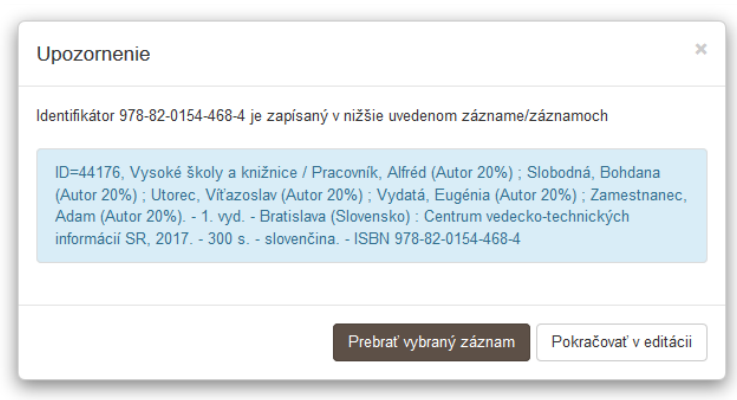 Upozornenie
×
Identifikátor 978-82-0154-468-4 je zapísaný v nižšie uvedenom zázname/záznamoch
ID=44176, Vysoké školy a knižnice / Pracovník, Alfréd (Autor 20%) ; Slobodná, Bohdana
(Autor 20%) ; Utorec, Víťazoslav (Autor 20%) ; Vydatá, Eugénia (Autor 20%) ; Zamestnanec,
Adam (Autor 20%). - 1. vyd. - Bratislava (Slovensko) : Centrum vedecko-technických
informácií SR, 2017. - 300 s. - slovenčina. - ISBN 978-82-0154-468-4
Prebrať vybraný záznam
Pokračovať v editácii